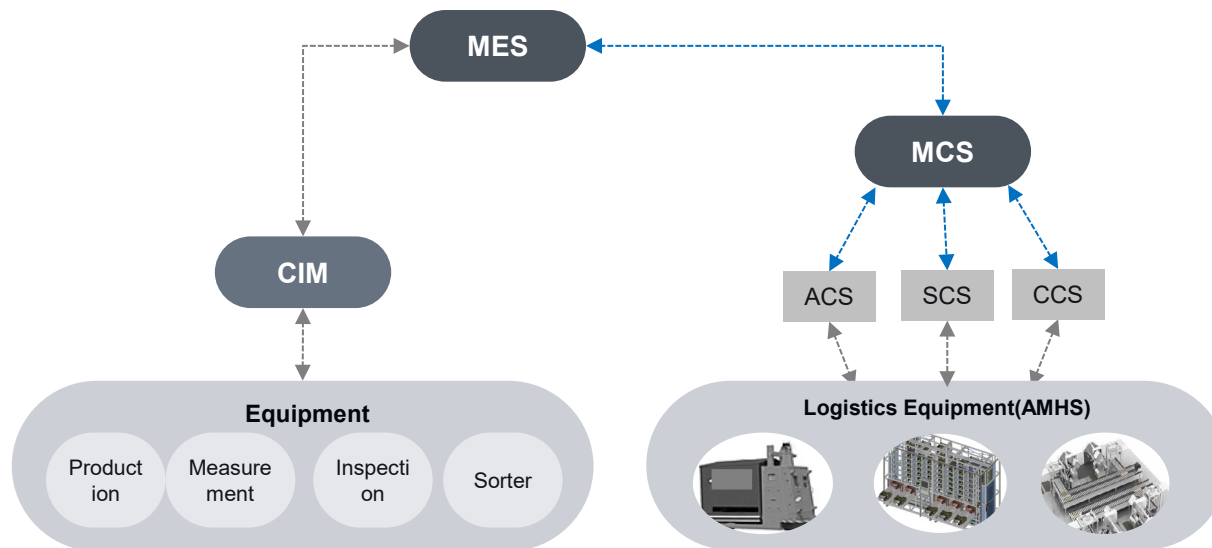 MES
MCS
CIM
ACS
SCS
CCS
Equipment
Product
ion
Measure
ment
Inspecti
on
Sorter
Logistics Equipment(AMHS)